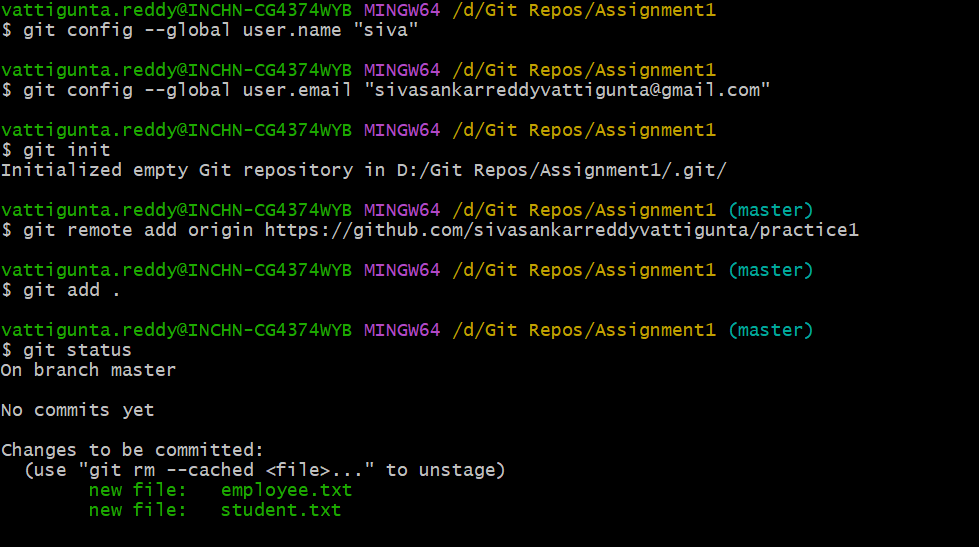 vattigunta.reddy@INCHN-CG4374WYB MINGW64 /d/Git Repos/Assignment1
$ git config --global user.name "siva"
vattigunta.reddy@INCHN-CG4374WYB MINGW64 /d/Git Repos/Assignment1
$ git config --global user.email "sivasankarreddyvattigunta@gmail.com"
vattigunta.reddy@INCHN-CG4374WYB MINGW64 /d/Git Repos/Assignment1
$ git init
Initialized empty Git repository in D:/Git Repos/Assignment1/.git/
vattigunta.reddy@INCHN-CG4374WYB MINGW64 /d/Git Repos/Assignment1 (master)
$ git remote add origin https://github.com/sivasankarreddyvattigunta/practice1
vattigunta.reddy@INCHN-CG4374WYB MINGW64 /d/Git Repos/Assignment1 (master)
$ git add .
vattigunta.reddy@INCHN-CG4374WYB MINGW64 /d/Git Repos/Assignment1 (master)
$ git status
On branch master
No commits yet
Changes to be committed:
  (use "git rm --cached <file>..." to unstage)
        new file:   employee.txt
        new file:   student.txt